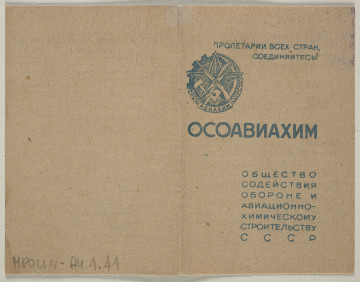 ПРОЛЕТАРИИ ВСЕХ СТРАН,
СОЕДИНЯЙТЕСЬ!
ОСОАВИАХИМ
ОБЩЕСТВО
СОДЕЙСТВИЯ
ОБОРОНЕ И
АВИАЦИОННО-
ХИМИЧЕСКОМУ
СТРОИТЕЛЬСТВУ
СССР